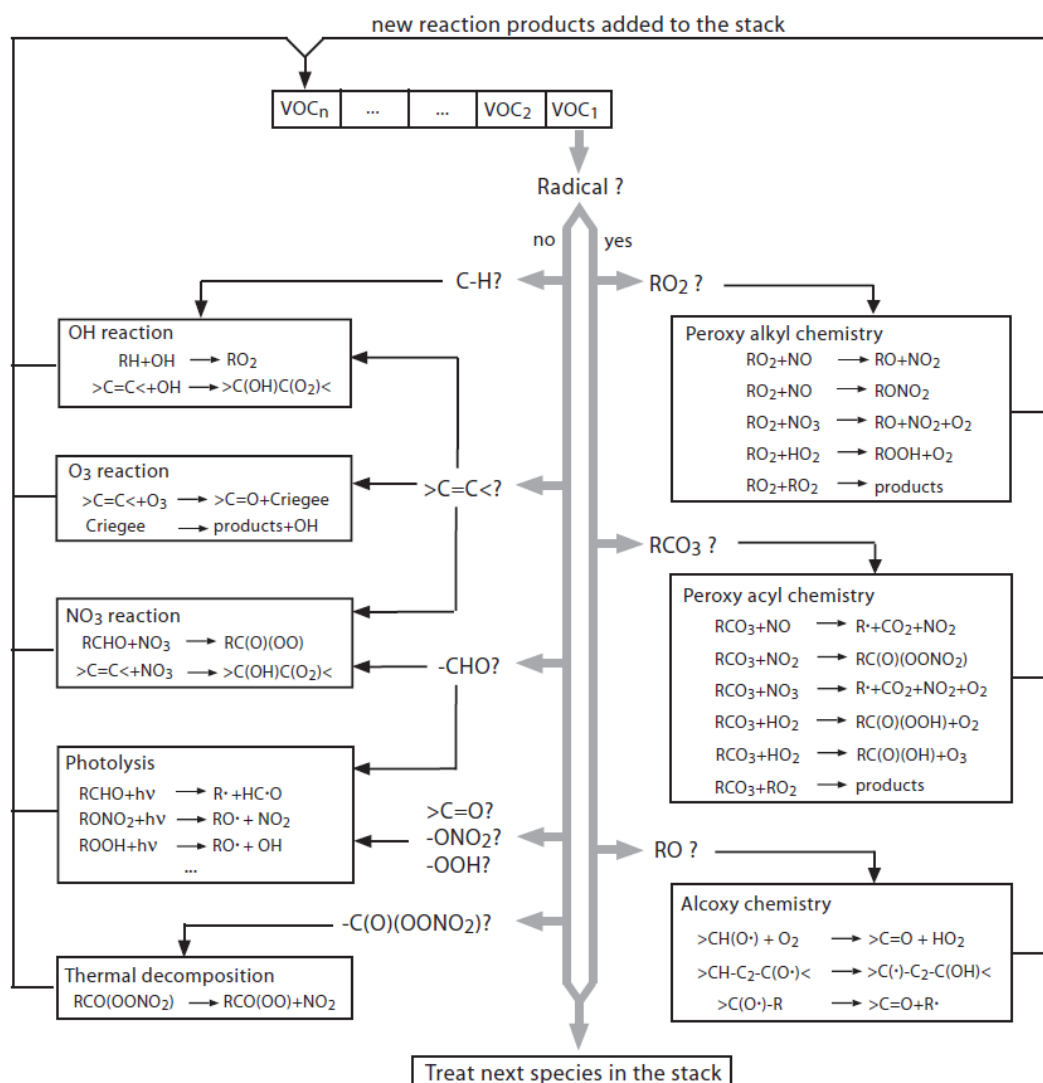 new reaction products added to the stack
VOCn ... ... VOC2 VOC1
Radical ?
no yes
C-H?
OH reaction
RH+OH → RO2
>C=C<+OH → >C(OH)C(O2)<
O3 reaction
>C=C<+O3 → >C=O+Criegee
Criegee → products+OH
>C=C<?
NO3 reaction
RCHO+NO3 → RC(O)(OO)
>C=C<+NO3 → >C(OH)C(O2)<
-CHO?
Photolysis
RCHO+hν → R· +HC·O
RONO2+hν → RO· + NO2
ROOH+hν → RO· + OH
...
>C=O?
-ONO2?
-OOH?
-C(O)(OONO2)?
Thermal decomposition
RCO(OONO2) → RCO(OO)+NO2
RO2 ?
Peroxy alkyl chemistry
RO2+NO → RO+NO2
RO2+NO → RONO2
RO2+NO3 → RO+NO2+O2
RO2+HO2 → ROOH+O2
RO2+RO2 → products
RCO3 ?
Peroxy acyl chemistry
RCO3+NO → R·+CO2+NO2
RCO3+NO2 → RC(O)(OONO2)
RCO3+NO3 → R·+CO2+NO2+O2
RCO3+HO2 → RC(O)(OOH)+O2
RCO3+HO2 → RC(O)(OH)+O3
RCO3+RO2 → products
RO ?
Alcoxy chemistry
>CH(O·) + O2 → >C=O + HO2
>CH-C2-C(O·)< → >C(·)-C2-C(OH)<
>C(O·)-R → >C=O+R·
Treat next species in the stack